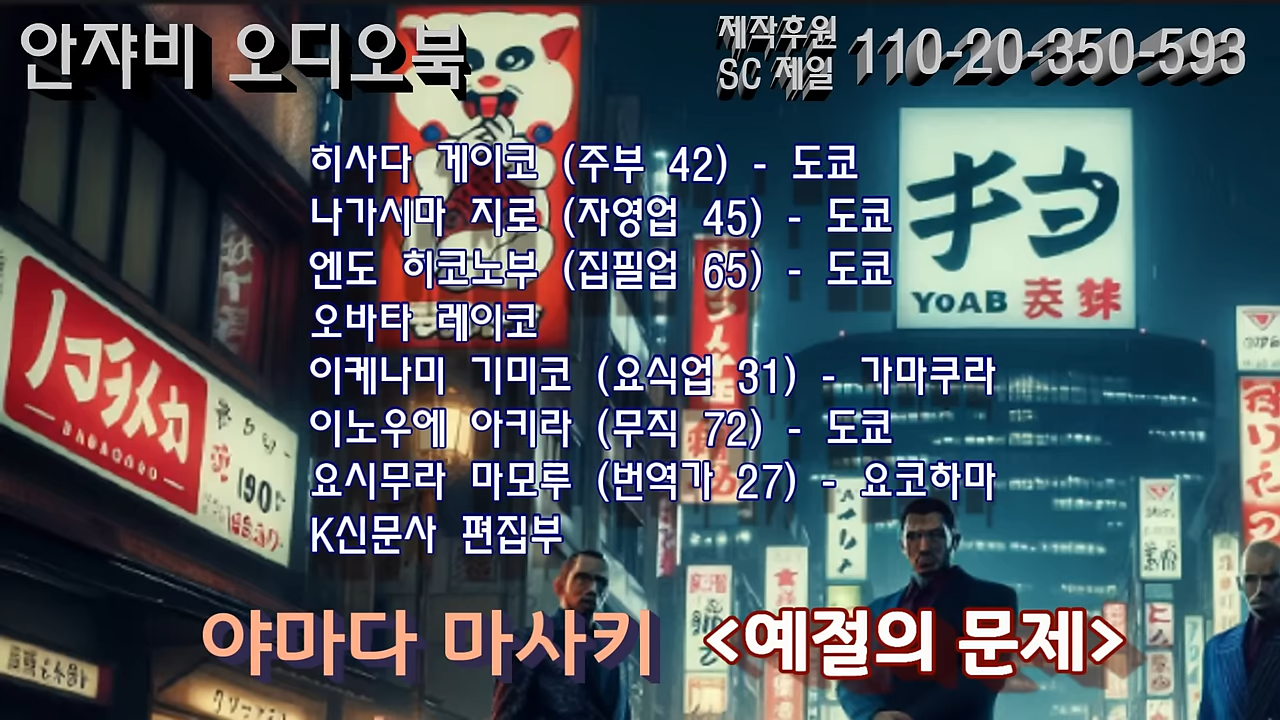 안쟈비 오디오북
제작후원
SC 제일 110-20-350-593
히사다 게이코 (주부 42) - 도쿄
나가시마 지로 (자영업 45) - 도쿄
엔도 히코노부 (집필업 65) - 도쿄
오바타 레이코
이케나미 기미코 (요식업 31) - 가마쿠라
이노우에 아키라 (무직 72) - 도쿄
요시무라 마모루 (번역가 27) - 요코하마
K신문사 편집부
야마다 마사키 <예절의 문제>
YOAB
190